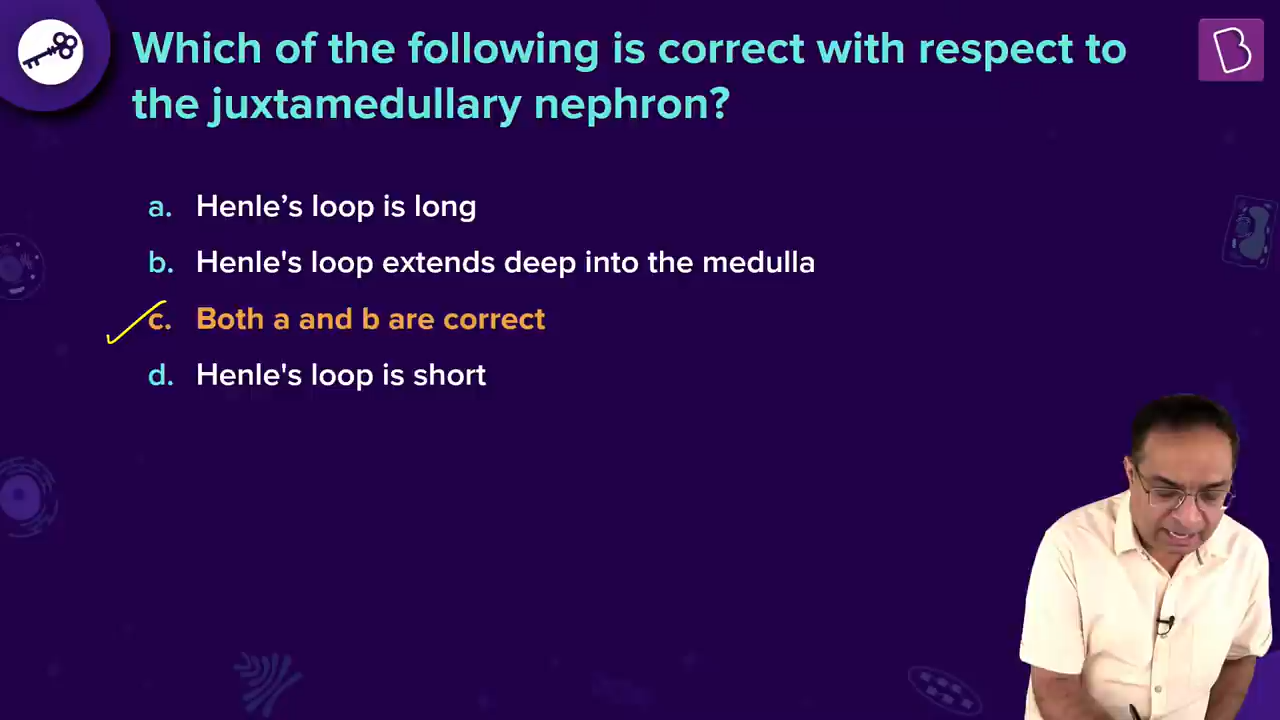 Which of the following is correct with respect to
the juxtamedullary nephron?
a. Henle’s loop is long
b. Henle's loop extends deep into the medulla
c. Both a and b are correct
d. Henle's loop is short